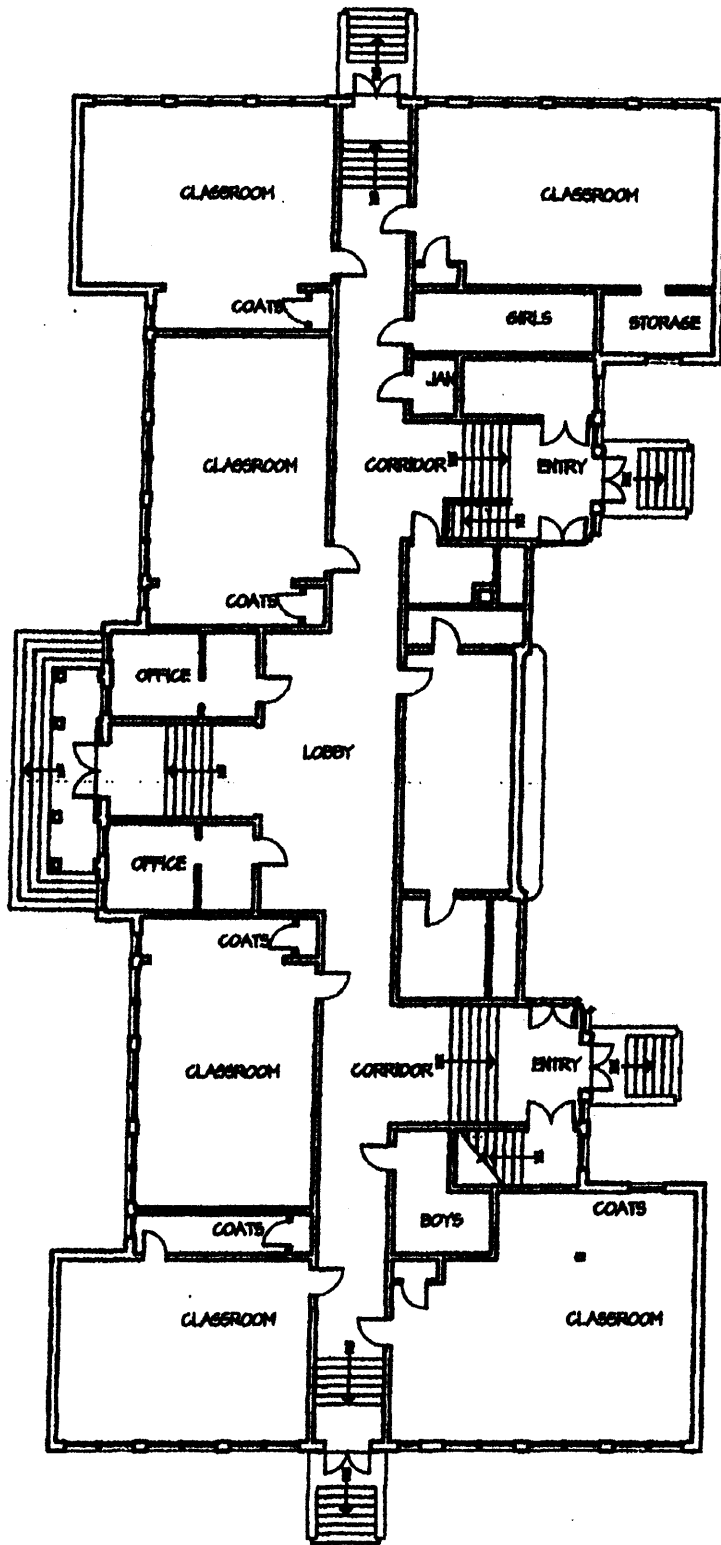 CLASSROOM
CLASSROOM
COATS
GIRLS
STORAGE
JAN
CLASSROOM
CORRIDOR
ENTRY
COATS
OFFICE
LOBBY
OFFICE
COATS
CLASSROOM
CORRIDOR
ENTRY
COATS
BOYS
COATS
CLASSROOM
CLASSROOM